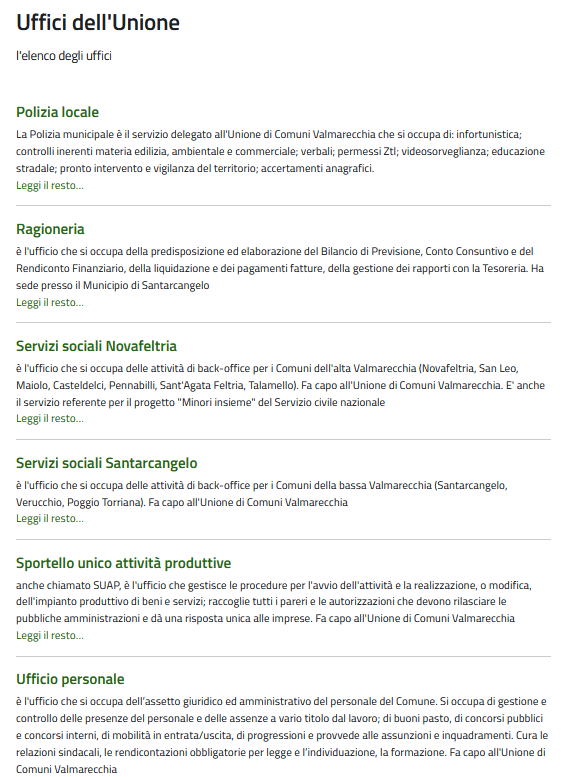 Uffici dell'Unione
l'elenco degli uffici
Polizia locale
La Polizia municipale è il servizio delegato all'Unione di Comuni Valmarecchia che si occupa di: infortunistica;
controlli inerenti materia edilizia, ambientale e commerciale; verbali; permessi Ztl; videosorveglianza; educazione
stradale; pronto intervento e vigilanza del territorio; accertamenti anagrafici.
Leggi il resto…
Ragioneria
è l'ufficio che si occupa della predisposizione ed elaborazione del Bilancio di Previsione, Conto Consuntivo e del
Rendiconto Finanziario, della liquidazione e dei pagamenti fatture, della gestione dei rapporti con la Tesoreria. Ha
sede presso il Municipio di Santarcangelo
Leggi il resto…
Servizi sociali Novafeltria
è l'ufficio che si occupa delle attività di back-office per i Comuni dell'alta Valmarecchia (Novafeltria, San Leo,
Maiolo, Casteldelci, Pennabilli, Sant'Agata Feltria, Talamello). Fa capo all'Unione di Comuni Valmarecchia. E' anche
il servizio referente per il progetto "Minori insieme" del Servizio civile nazionale
Leggi il resto…
Servizi sociali Santarcangelo
è l'ufficio che si occupa delle attività di back-office per i Comuni della bassa Valmarecchia (Santarcangelo,
Verucchio, Poggio Torriana). Fa capo all'Unione di Comuni Valmarecchia
Leggi il resto…
Sportello unico attività produttive
anche chiamato SUAP, è l'ufficio che gestisce le procedure per l'avvio dell'attività e la realizzazione, o modifica,
dell'impianto produttivo di beni e servizi; raccoglie tutti i pareri e le autorizzazioni che devono rilasciare le
pubbliche amministrazioni e dà una risposta unica alle imprese. Fa capo all'Unione di Comuni Valmarecchia
Leggi il resto…
Ufficio personale
è l'ufficio che si occupa dell’assetto giuridico ed amministrativo del personale del Comune. Si occupa di gestione e
controllo delle presenze del personale e delle assenze a vario titolo dal lavoro; di buoni pasto, di concorsi pubblici
e concorsi interni, di mobilità in entrata/uscita, di progressioni e provvede alle assunzioni e inquadramenti. Cura le
relazioni sindacali, le rendicontazioni obbligatorie per legge e l’individuazione, la formazione. Fa capo all'Unione di
Comuni Valmarecchia